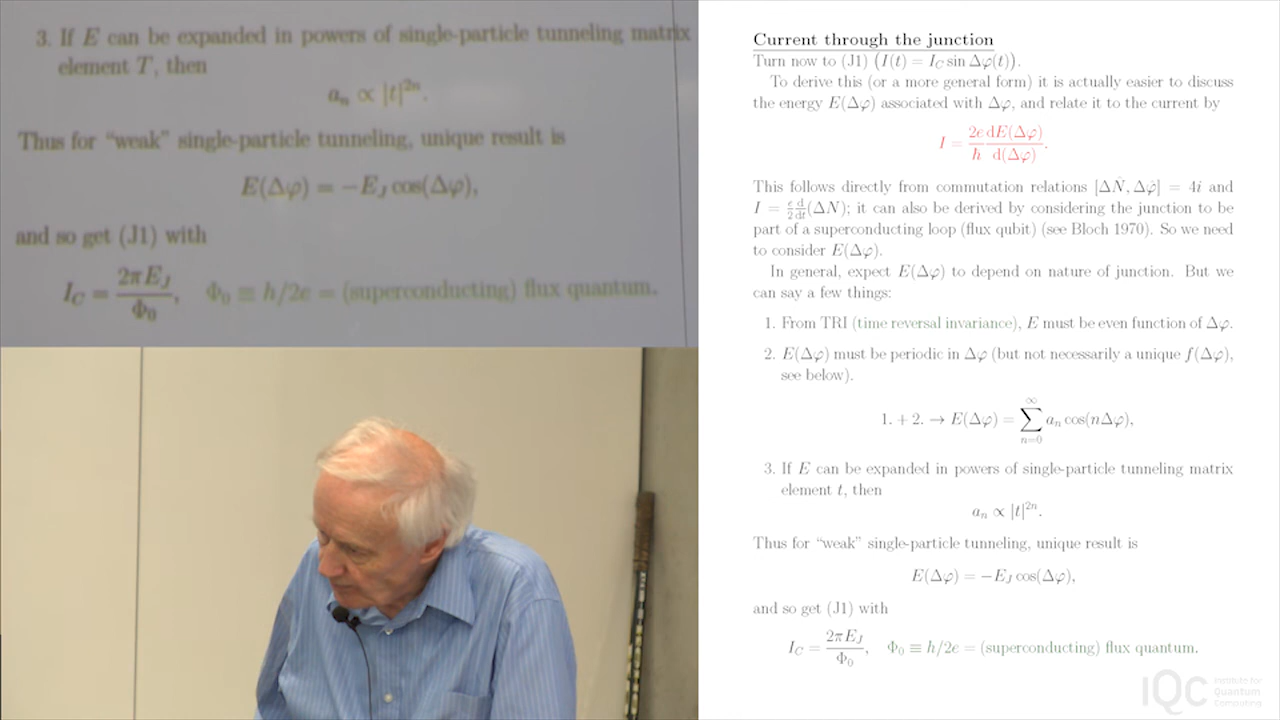 3. If E can be expanded in powers of single-particle tunneling matrix
element T, then
aₙ ∝ |t|²ⁿ.
Thus for “weak” single-particle tunneling, unique result is
E(Δφ) = −E_J cos(Δφ),
and so get (J1) with
I_C = 2πE_J/Φ₀, Φ₀ ≡ h/2e = (superconducting) flux quantum.
Current through the junction
Turn now to (J1) (I(t) = I_C sin Δφ(t)).
To derive this (or a more general form) it is actually easier to discuss
the energy E(Δφ) associated with Δφ, and relate it to the current by
I = 2e/h dE(Δφ)/d(Δφ).
This follows directly from commutation relations [ΔN̂, Δφ̂] = 4i and
I = e/2 d/dt(ΔN); it can also be derived by considering the junction to be
part of a superconducting loop (flux qubit) (see Bloch 1970). So we need
to consider E(Δφ).
In general, expect E(Δφ) to depend on nature of junction. But we
can say a few things:
1. From TRI (time reversal invariance), E must be even function of Δφ.
2. E(Δφ) must be periodic in Δφ (but not necessarily a unique f(Δφ),
see below).
1. + 2. → E(Δφ) = ∑_{n=0}^{∞} aₙ cos(nΔφ),
3. If E can be expanded in powers of single-particle tunneling matrix
element t, then
aₙ ∝ |t|²ⁿ.
Thus for “weak” single-particle tunneling, unique result is
E(Δφ) = −E_J cos(Δφ),
and so get (J1) with
I_C = 2πE_J/Φ₀, Φ₀ ≡ h/2e = (superconducting) flux quantum.
IQC Institute for
Quantum
Computing